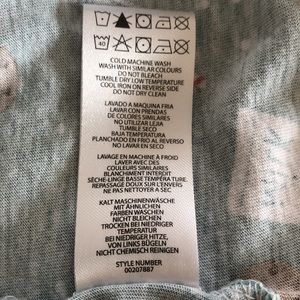 40
COLD MACHINE WASH
WASH WITH SIMILAR COLOURS
DO NOT BLEACH
TUMBLE DRY LOW TEMPERATURE
COOL IRON ON REVERSE SIDE
DO NOT DRY CLEAN
LAVADO A MAQUINA FRIA
LAVAR CON PRENDAS
DE COLORES SIMILARES
NO UTILIZAR LEJIA
TUMBLE SECO
BAJA TEMPERATURA
PLANCHADO EN FRIO AL REVERSO
NO LAVAR EN SECO
LAVAGE EN MACHINE À FROID
LAVER AVEC DES
COULEURS SIMILAIRES
BLANCHIMENT INTERDIT
SÈCHE-LINGE BASSE TEMPÉRATURE.
REPASSAGE DOUX SUR L'ENVERS
NE PAS NETTOYER A SEC
KALT MASCHINENWÄSCHE
MIT ÄHNLICHEN
FARBEN WASCHEN
NICHT BLEICHEN
TROCKEN BEI NIEDRIGER
TEMPERATUR
BEI NIEDRIGER HITZE,
VON LINKS BÜGELN
NICHT CHEMISCH REINIGEN
STYLE NUMBER
00207887